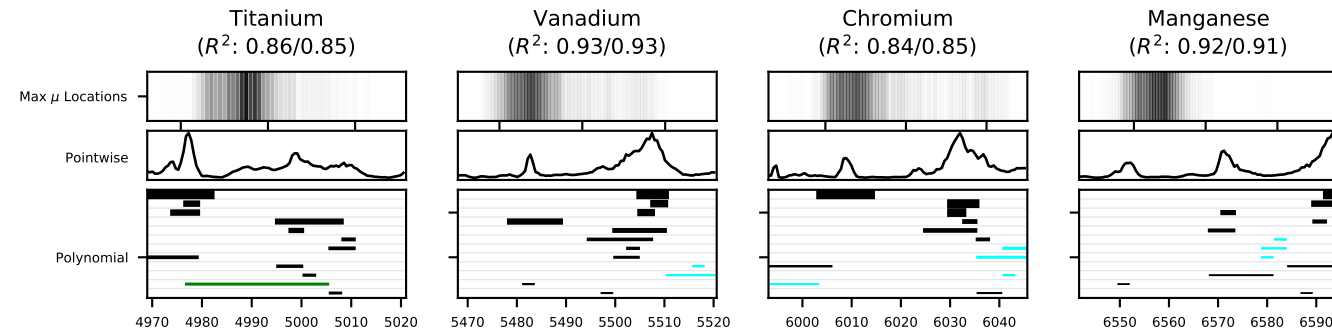 Titanium
(R²: 0.86/0.85)
Vanadium
(R²: 0.93/0.93)
Chromium
(R²: 0.84/0.85)
Manganese
(R²: 0.92/0.91)
Max μ Locations
Pointwise
Polynomial
4970 4980 4990 5000 5010 5020
5470 5480 5490 5500 5510 5520
6000 6010 6020 6030 6040
6550 6560 6570 6580 6590